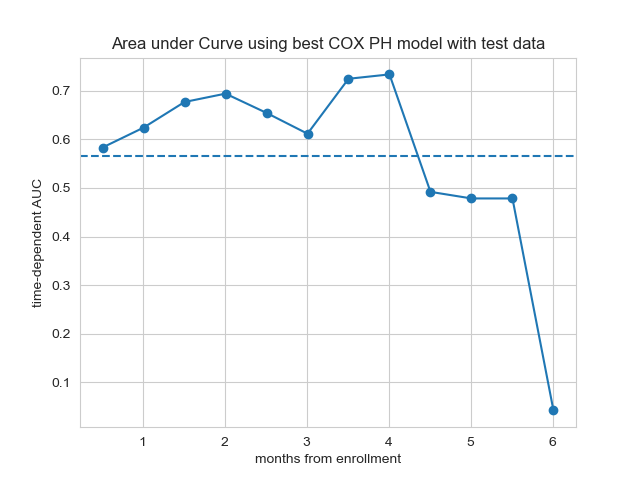 Area under Curve using best COX PH model with test data
time-dependent AUC
0.7
0.6
0.5
0.4
0.3
0.2
0.1
1 2 3 4 5 6
months from enrollment